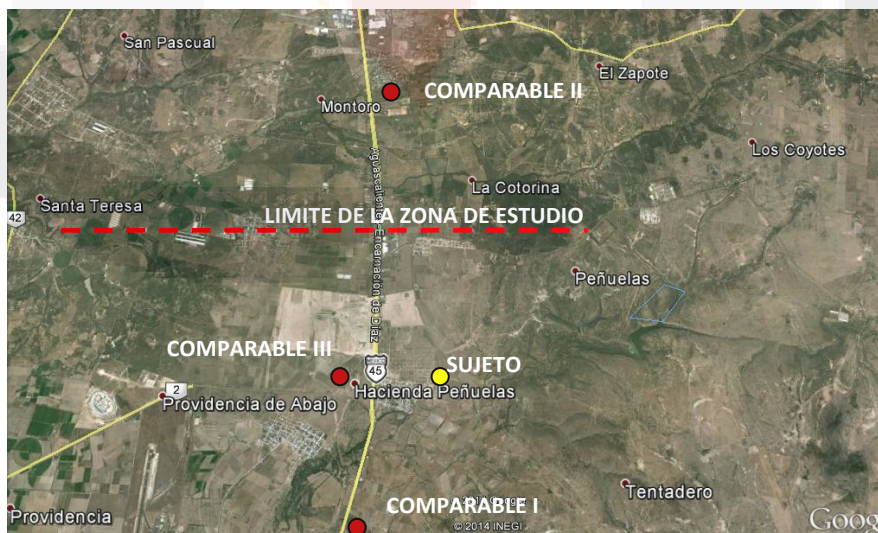 San Pascual
El Zapote
COMPARABLE II
Montoro
Los Coyotes
Aguascalientes-Encarnación de Díaz
La Cotorina
Santa Teresa
42
LIMITE DE LA ZONA DE ESTUDIO
Peñuelas
COMPARABLE III
SUJETO
45
2
Hacienda Peñuelas
Providencia de Abajo
Tentadero
COMPARABLE I
Providencia
© 2014 INEGI
Goog